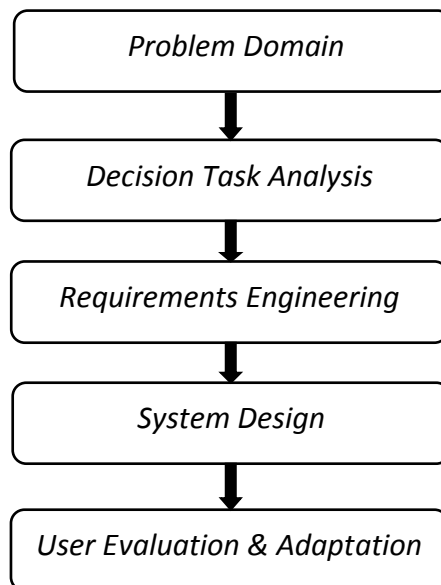 Problem Domain
Decision Task Analysis
Requirements Engineering
System Design
User Evaluation & Adaptation